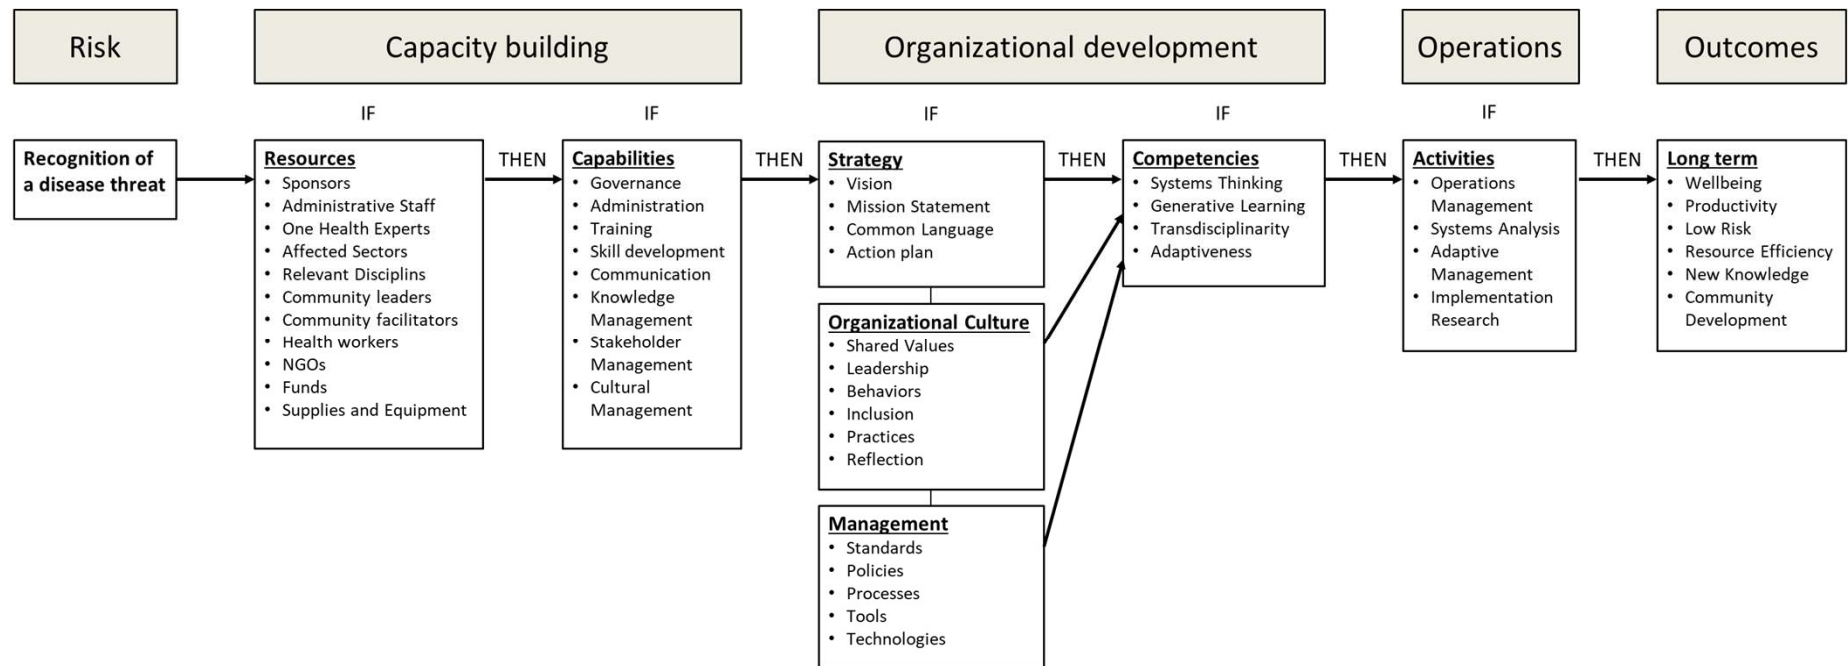 Risk
Capacity building
Organizational development
Operations
Outcomes
IF
IF
IF
IF
IF
Recognition of
a disease threat
Resources
• Sponsors
• Administrative Staff
• One Health Experts
• Affected Sectors
• Relevant Disciplins
• Community leaders
• Community facilitators
• Health workers
• NGOs
• Funds
• Supplies and Equipment
THEN
Capabilities
• Governance
• Administration
• Training
• Skill development
• Communication
• Knowledge
Management
• Stakeholder
Management
• Cultural
Management
THEN
Strategy
• Vision
• Mission Statement
• Common Language
• Action plan
Organizational Culture
• Shared Values
• Leadership
• Behaviors
• Inclusion
• Practices
• Reflection
Management
• Standards
• Policies
• Processes
• Tools
• Technologies
THEN
Competencies
• Systems Thinking
• Generative Learning
• Transdisciplinarity
• Adaptiveness
THEN
Activities
• Operations
Management
• Systems Analysis
• Adaptive
Management
• Implementation
Research
THEN
Long term
• Wellbeing
• Productivity
• Low Risk
• Resource Efficiency
• New Knowledge
• Community
Development